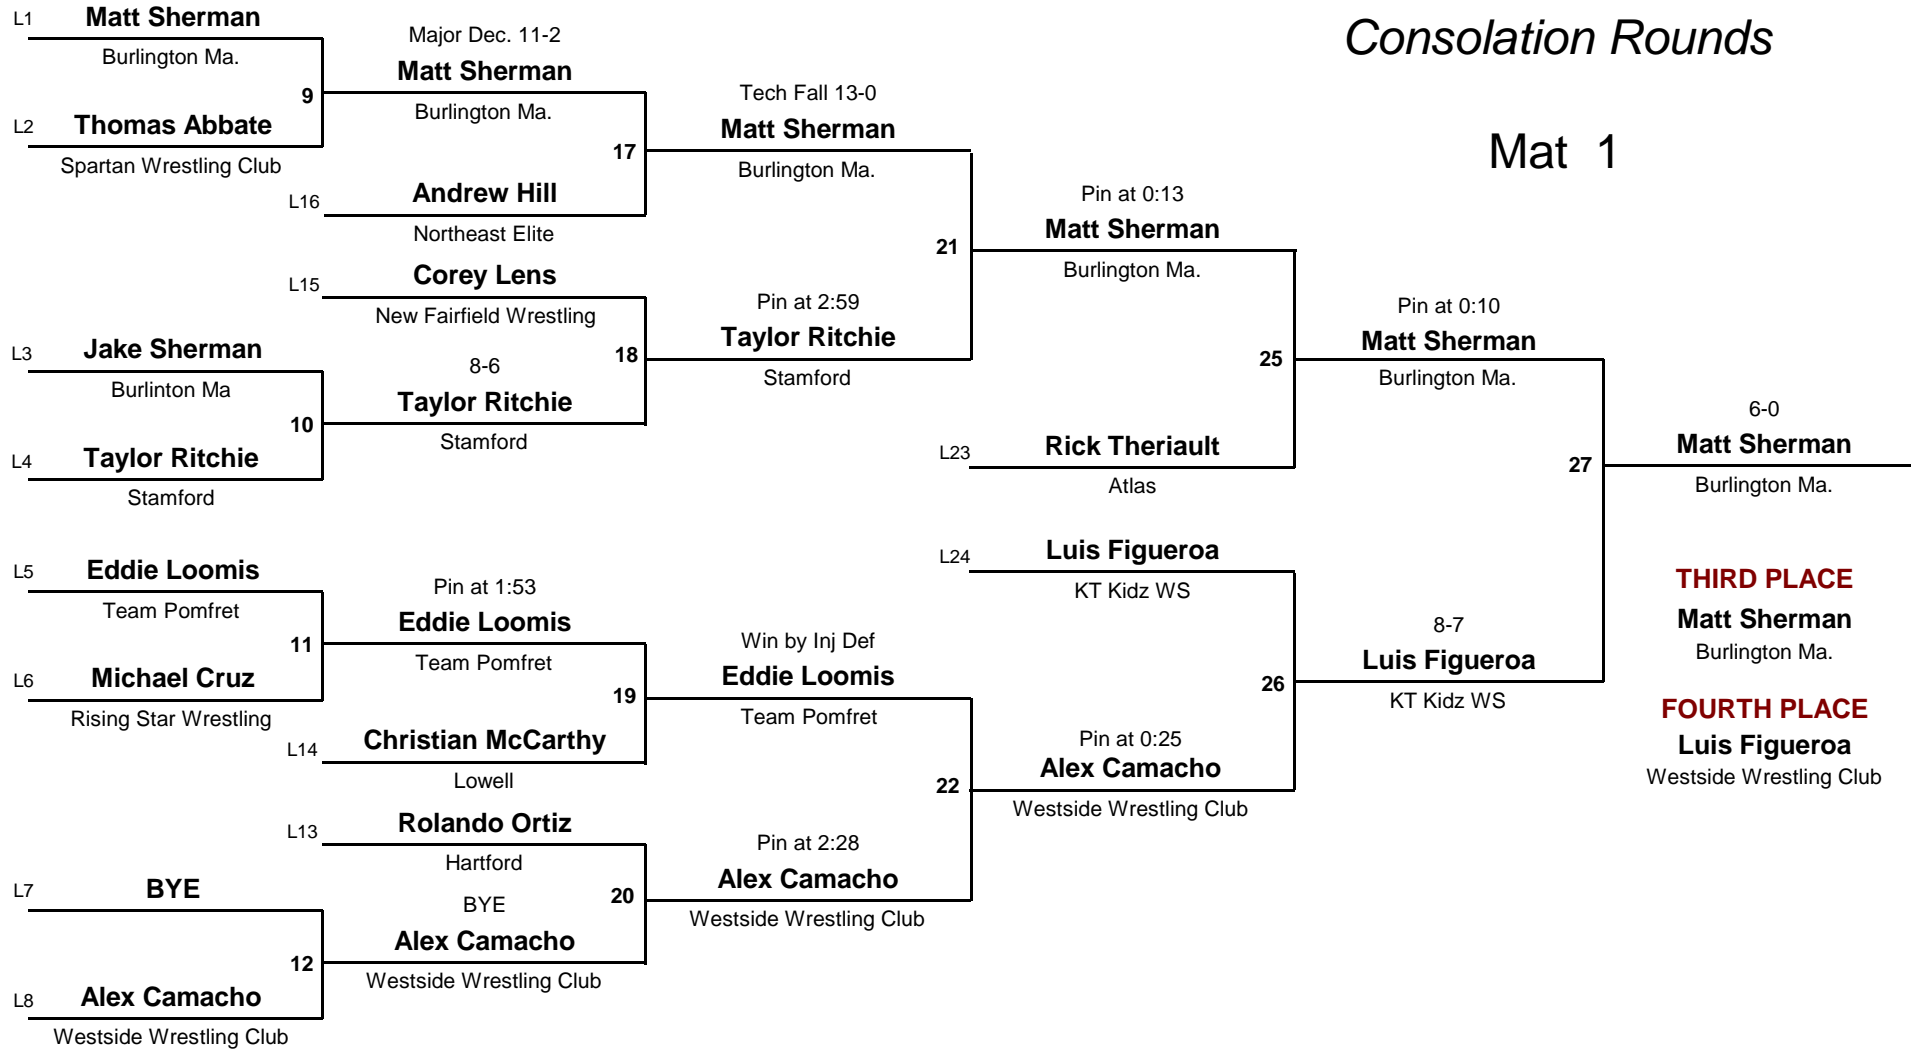 Consolation Rounds
Mat 1
L1 Matt Sherman
Burlington Ma.
9
L2 Thomas Abbate
Spartan Wrestling Club
L3 Jake Sherman
Burlinton Ma
10
L4 Taylor Ritchie
Stamford
L5 Eddie Loomis
Team Pomfret
11
L6 Michael Cruz
Rising Star Wrestling
L7 BYE
12
L8 Alex Camacho
Westside Wrestling Club
Major Dec. 11-2
Matt Sherman
Burlington Ma.
17
L16 Andrew Hill
Northeast Elite
L15 Corey Lens
New Fairfield Wrestling
18
8-6
Taylor Ritchie
Stamford
Pin at 1:53
Eddie Loomis
Team Pomfret
19
L14 Christian McCarthy
Lowell
L13 Rolando Ortiz
Hartford
20
BYE
Alex Camacho
Westside Wrestling Club
Tech Fall 13-0
Matt Sherman
Burlington Ma.
21
Pin at 2:59
Taylor Ritchie
Stamford
Win by Inj Def
Eddie Loomis
Team Pomfret
22
Pin at 2:28
Alex Camacho
Westside Wrestling Club
Pin at 0:13
Matt Sherman
Burlington Ma.
25
L23 Rick Theriault
Atlas
L24 Luis Figueroa
KT Kidz WS
26
Pin at 0:25
Alex Camacho
Westside Wrestling Club
Pin at 0:10
Matt Sherman
Burlington Ma.
27
8-7
Luis Figueroa
KT Kidz WS
6-0
Matt Sherman
Burlington Ma.
THIRD PLACE
Matt Sherman
Burlington Ma.
FOURTH PLACE
Luis Figueroa
Westside Wrestling Club